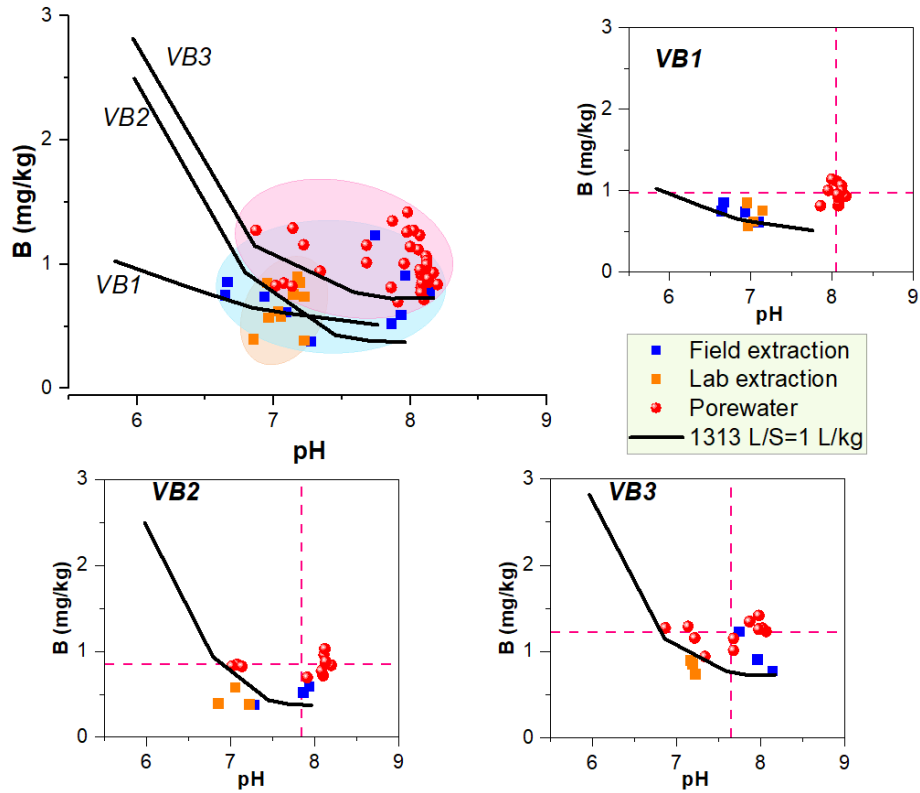 3
2
1
0
B (mg/kg)
VB3
VB2
VB1
6
7
8
9
pH
3
2
1
0
B (mg/kg)
VB1
6
7
8
9
pH
Field extraction
Lab extraction
Porewater
1313 L/S=1 L/kg
3
2
1
0
B (mg/kg)
VB2
5
6
7
8
9
pH
3
2
1
0
B (mg/kg)
VB3
5
6
7
8
9
pH